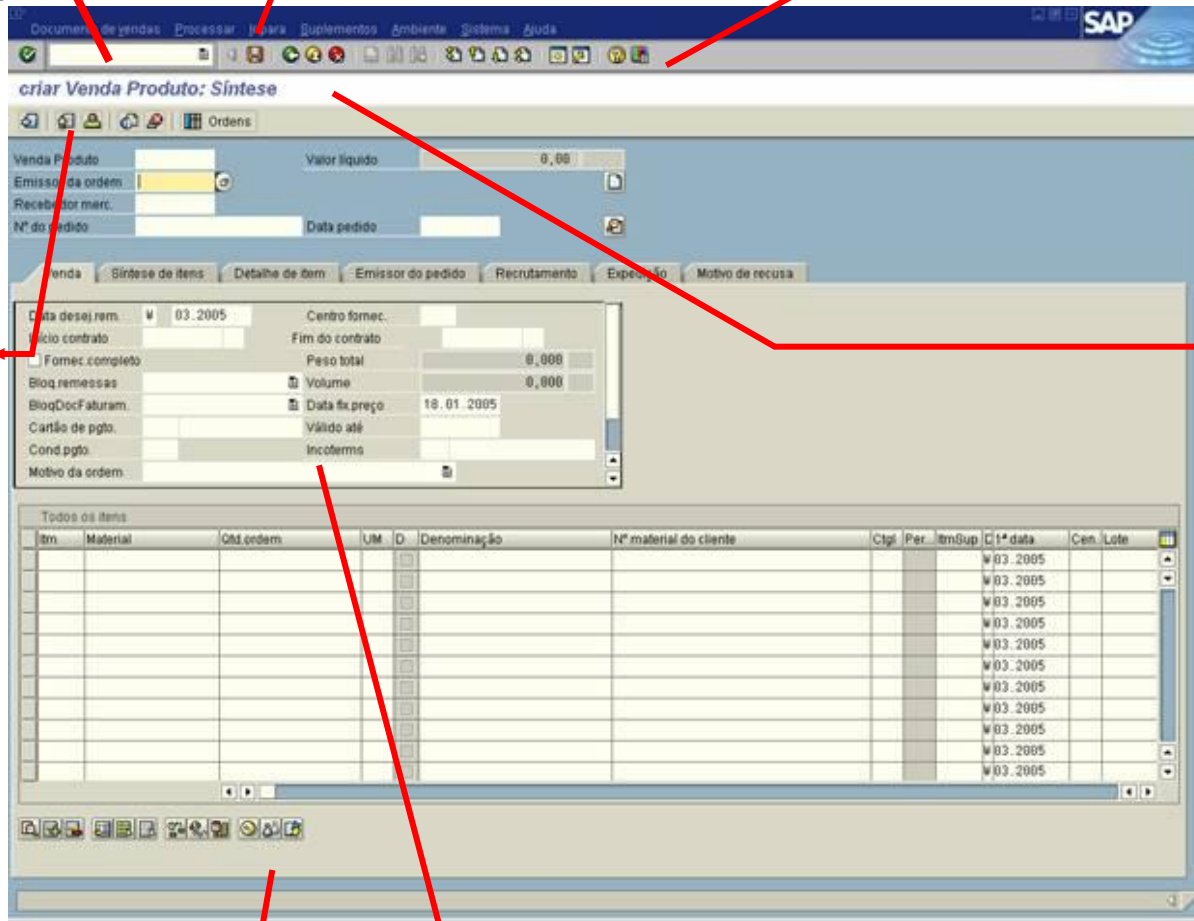 Documento de vendas Processar Ir para Suplementos Ambiente Sistema Ajuda
SAP
criar Venda Produto: Síntese
Ordens
Venda Produto Valor líquido 0,00
Emissor da ordem
Recebedor merc.
Nº do pedido Data pedido
Venda Síntese de itens Detalhe de item Emissor do pedido Recrutamento Expedição Motivo de recusa
Data desej.rem. W 03.2005 Centro fornec.
Início contrato Fim do contrato
Fornec.completo Peso total 0,000
Bloq.remessas Volume 0,000
BloqDocFaturam. Data fix.preço 18.01.2005
Cartão de pgto. Válido até
Cond.pgto. Incoterms
Motivo da ordem
Todos os itens
Itm Material Qtd.ordem UM D Denominação Nº material do cliente Ctgl Per... ItmSup D 1ª data Cen. Lote
W 03.2005
W 03.2005
W 03.2005
W 03.2005
W 03.2005
W 03.2005
W 03.2005
W 03.2005
W 03.2005
W 03.2005
W 03.2005